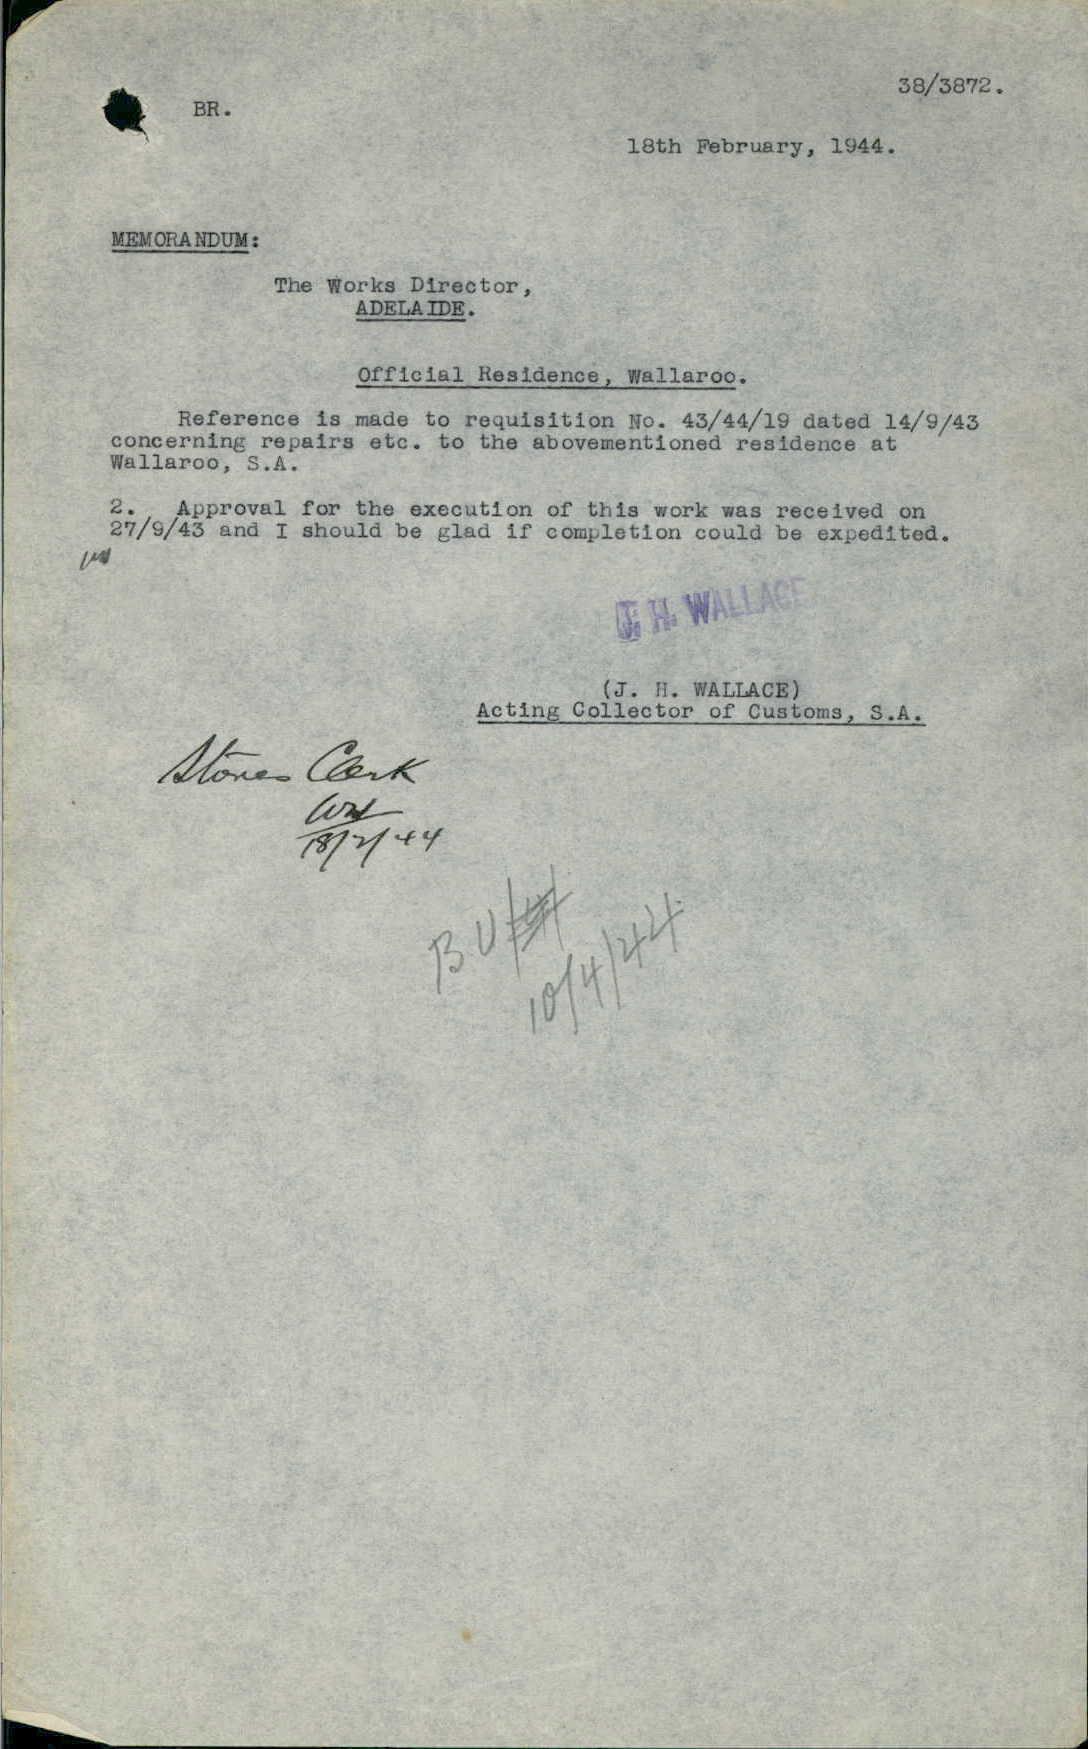 38/3872.
BR.
18th February, 1944.
MEMORANDUM:
The Works Director,
ADELAIDE.
Official Residence, Wallaroo.
Reference is made to requisition No. 43/44/19 dated 14/9/43
concerning repairs etc. to the abovementioned residence at
Wallaroo, S.A.
2. Approval for the execution of this work was received on
27/9/43 and I should be glad if completion could be expedited.
J. H. WALLACE
(J. H. WALLACE)
Acting Collector of Customs, S.A.
Stores Clerk
18/2/44
BU
10/4/44